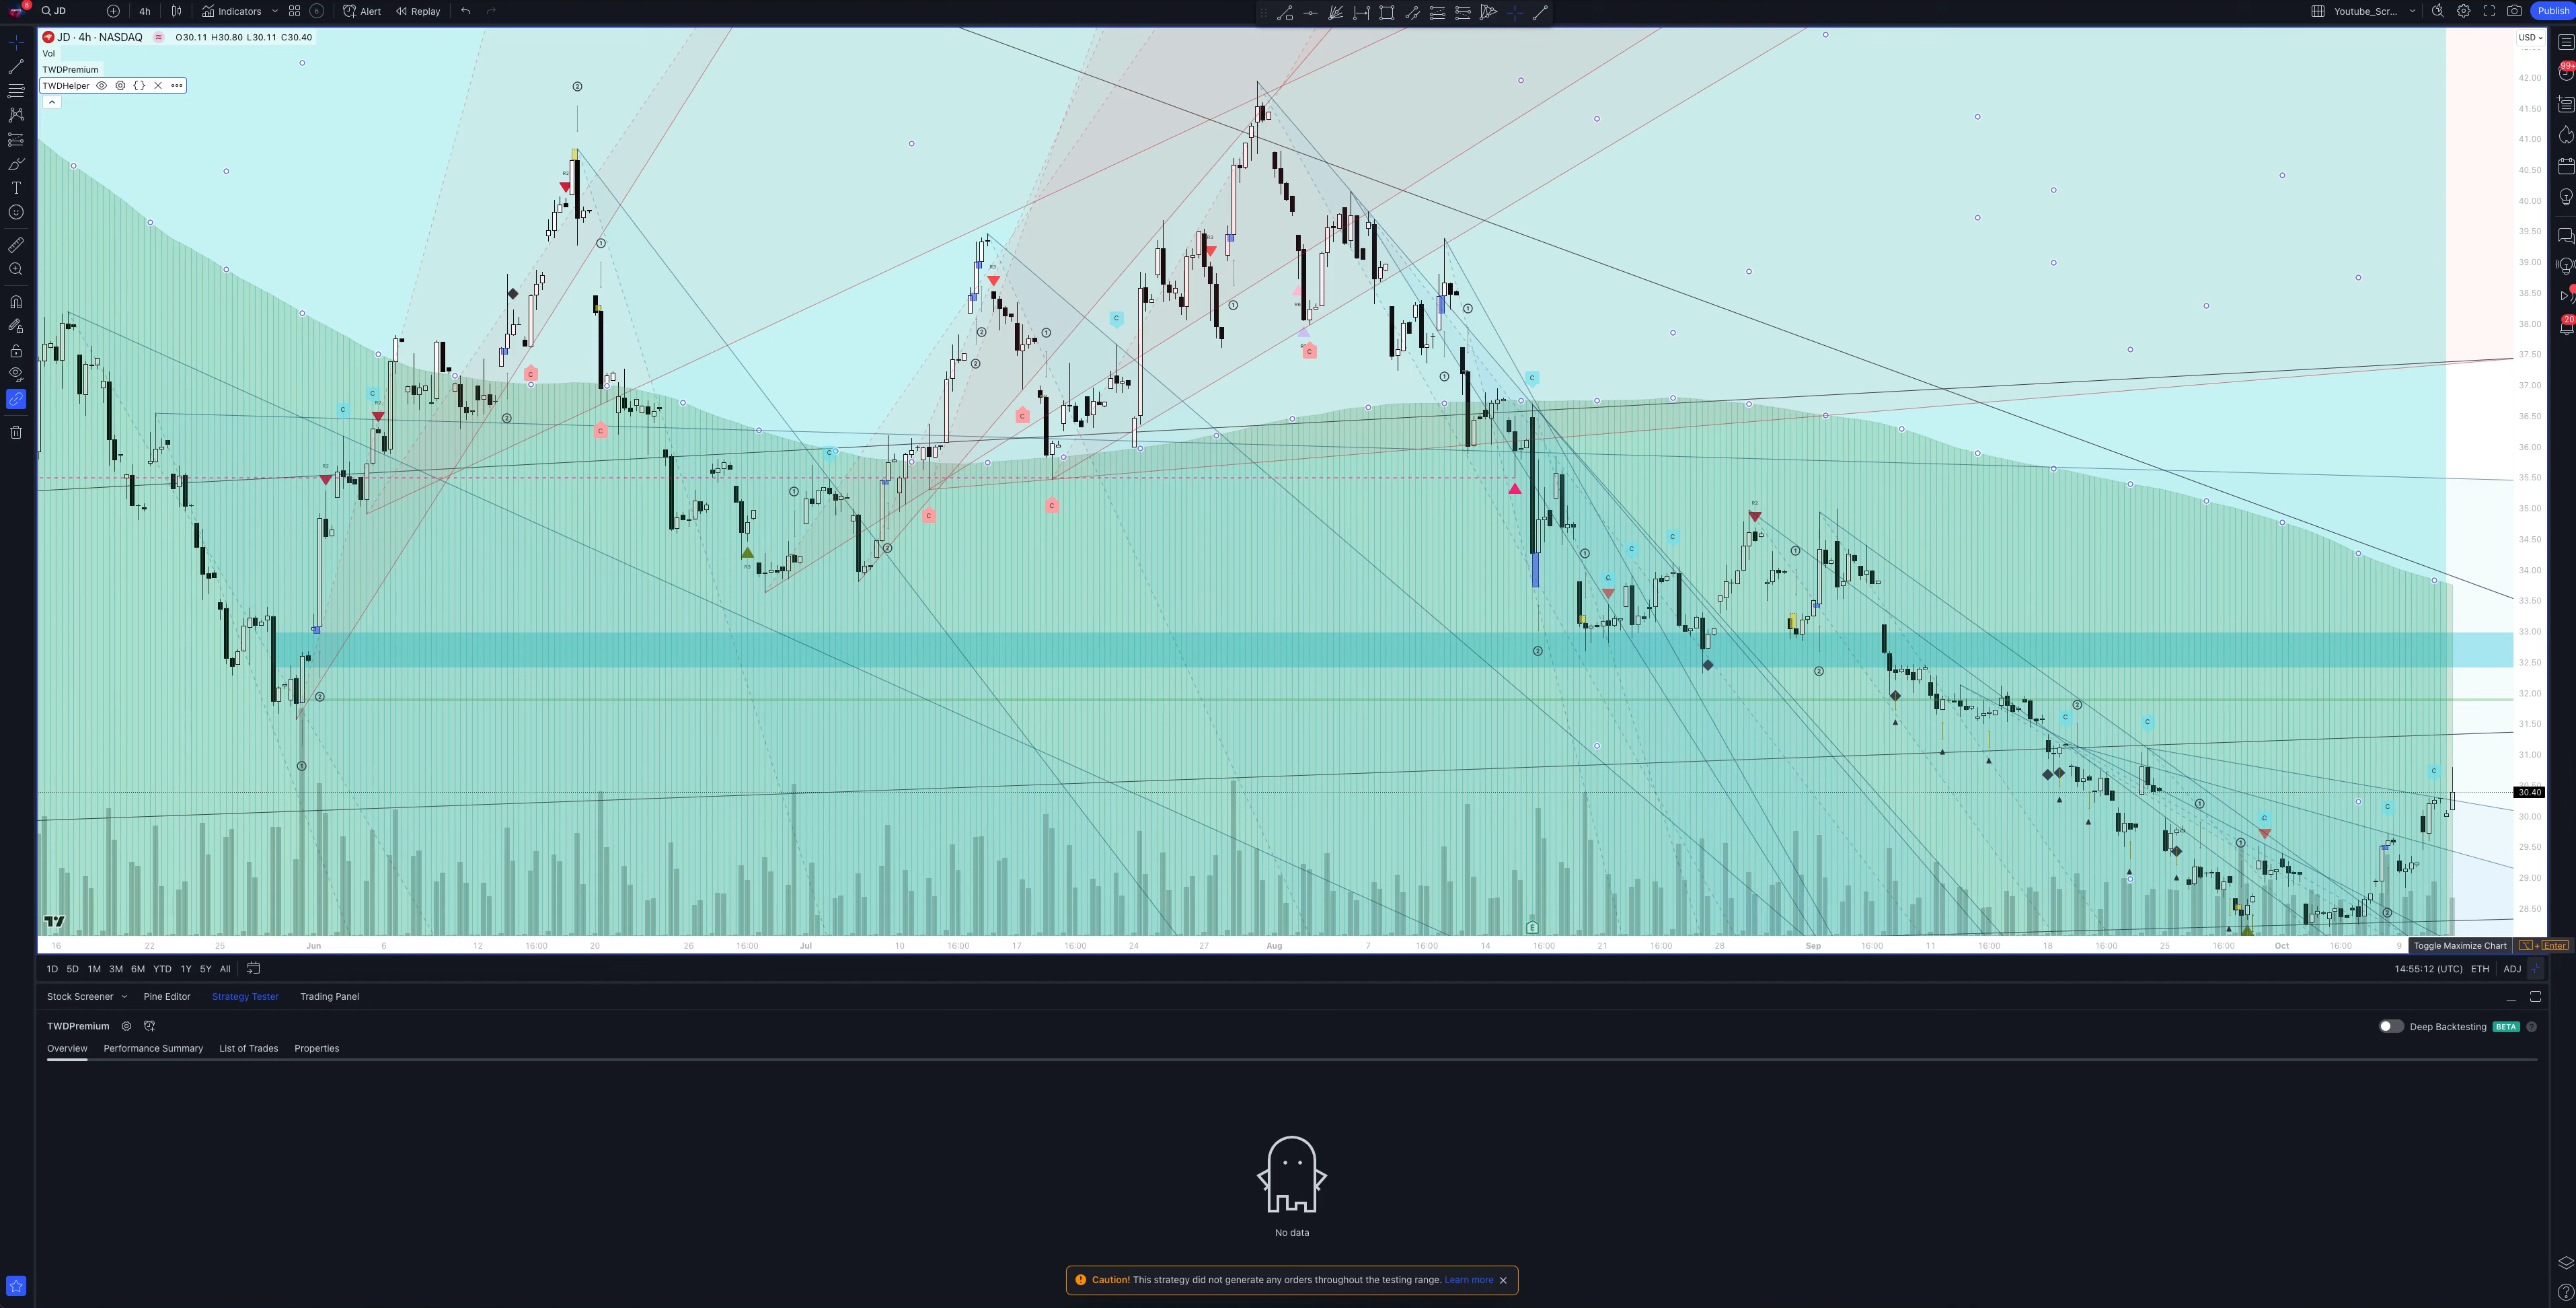 8
JD
4h
Indicators
6
Alert
Replay
Youtube_Scr...
Publish
JD · 4h · NASDAQ O30.11 H30.80 L30.11 C30.40
USD
Vol
TWDPremium
TWDHelper
99+
20
42.00
41.50
41.00
40.50
40.00
39.50
39.00
38.50
38.00
37.50
37.00
36.50
36.00
35.50
35.00
34.50
34.00
33.50
33.00
32.50
32.00
31.50
31.00
30.40
30.00
29.50
29.00
28.50
16 22 25 Jun 6 12 16:00 20 26 16:00 Jul 10 16:00 17 16:00 24 27 Aug 7 16:00 14 16:00 21 16:00 28 Sep 16:00 11 16:00 18 16:00 25 16:00 Oct 16:00 9
Toggle Maximize Chart ⌥ + Enter
1D 5D 1M 3M 6M YTD 1Y 5Y All
14:55:12 (UTC) ETH ADJ
Stock Screener Pine Editor Strategy Tester Trading Panel
TWDPremium
Deep Backtesting BETA ?
Overview Performance Summary List of Trades Properties
No data
Caution! This strategy did not generate any orders throughout the testing range. Learn more